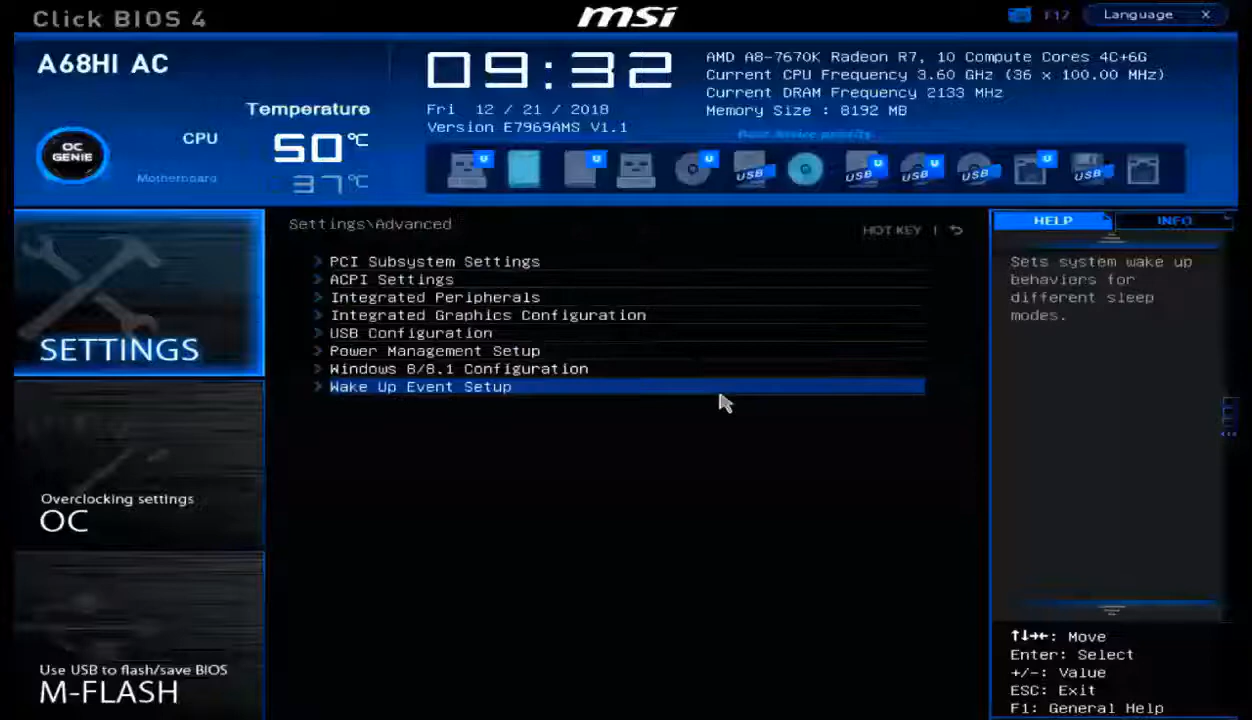 Click BIOS 4
msi
F12
Language X
A68HI AC
09:32
AMD A8-7670K Radeon R7, 10 Compute Cores 4C+6G
Current CPU Frequency 3.60 GHz (36 x 100.00 MHz)
Current DRAM Frequency 2133 MHz
Memory Size : 8192 MB
Temperature
Fri 12 / 21 / 2018
Version E7969AMS V1.1
Boot device priority
OC
GENIE
CPU
50°C
Motherboard
37°C
U
U
U
USB
USB
U
USB
U
USB
U
USB
U
SETTINGS
Overclocking settings
OC
Use USB to flash/save BIOS
M-FLASH
Settings\Advanced
HOT KEY |
> PCI Subsystem Settings
> ACPI Settings
> Integrated Peripherals
> Integrated Graphics Configuration
> USB Configuration
> Power Management Setup
> Windows 8/8.1 Configuration
> Wake Up Event Setup
HELP
INFO
Sets system wake up
behaviors for
different sleep
modes.
↑↓→←: Move
Enter: Select
+/-: Value
ESC: Exit
F1: General Help